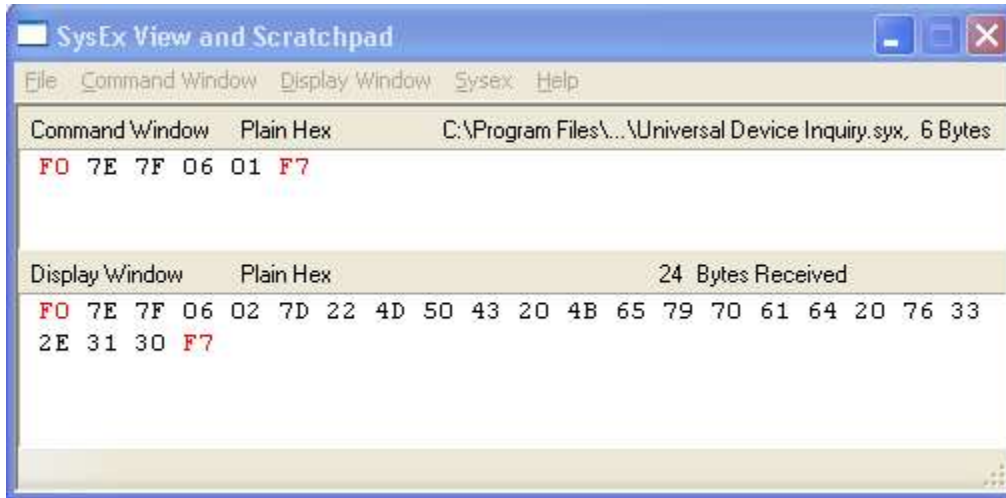 SysEx View and Scratchpad
File Command Window Display Window Sysex Help
Command Window Plain Hex C:\Program Files\...\Universal Device Inquiry.syx, 6 Bytes
F0 7E 7F 06 01 F7
Display Window Plain Hex 24 Bytes Received
F0 7E 7F 06 02 7D 22 4D 50 43 20 4B 65 79 70 61 64 20 76 33
2E 31 30 F7